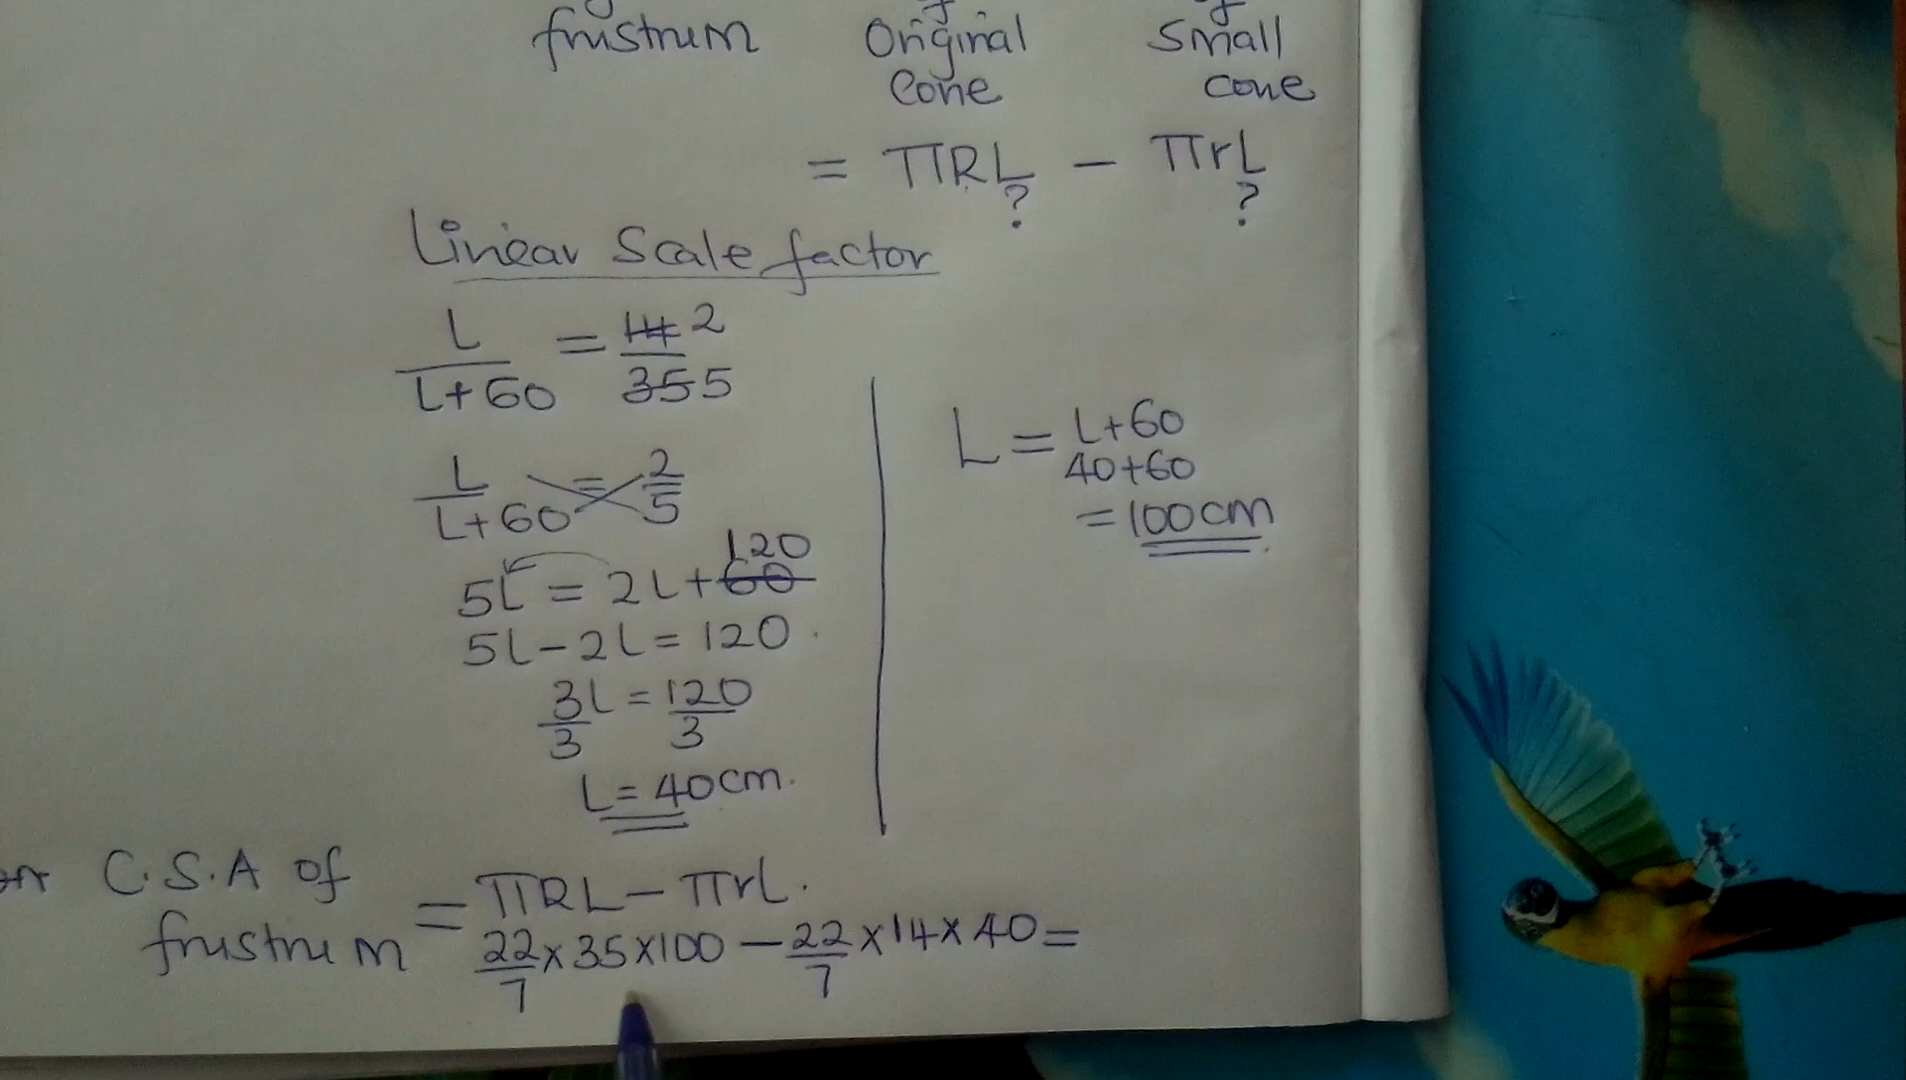 frustrum Original Small
Cone cone
= πRL - πrL
? ?
Linear Scale factor
L/L+60 = 14 2/35 5
L/L+60 = 2/5
120
5L = 2L+60
5L-2L = 120.
3L/3 = 120/3
L = 40cm.
L = L+60
40+60
= 100cm
C.S.A of
frustrum = πRL - πrL.
22/7 x 35 x 100 - 22/7 x 14 x 40 =